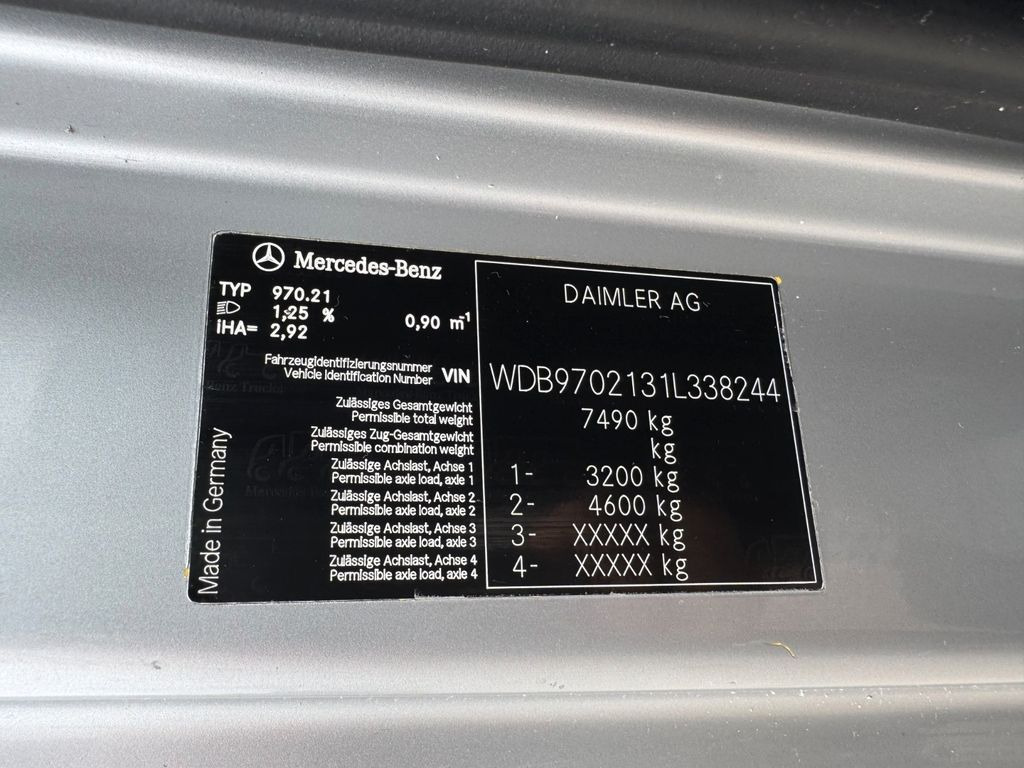 Mercedes-Benz
TYP 970.21
1,25 % 0,90 m⁻¹
iHA= 2,92
DAIMLER AG
Fahrzeugidentifizierungsnummer
Vehicle Identification Number VIN WDB9702131L338244
Zulässiges Gesamtgewicht
Permissible total weight 7490 kg
Zulässiges Zug-Gesamtgewicht
Permissible combination weight kg
Zulässige Achslast, Achse 1
Permissible axle load, axle 1 1- 3200 kg
Zulässige Achslast, Achse 2
Permissible axle load, axle 2 2- 4600 kg
Zulässige Achslast, Achse 3
Permissible axle load, axle 3 3- XXXXX kg
Zulässige Achslast, Achse 4
Permissible axle load, axle 4 4- XXXXX kg
Made in Germany